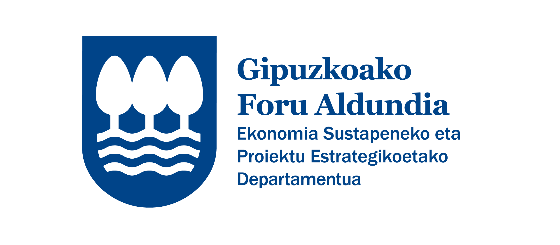 Gipuzkoako
Foru Aldundia
Ekonomia Sustapeneko eta
Proiektu Estrategikoetako
Departamentua